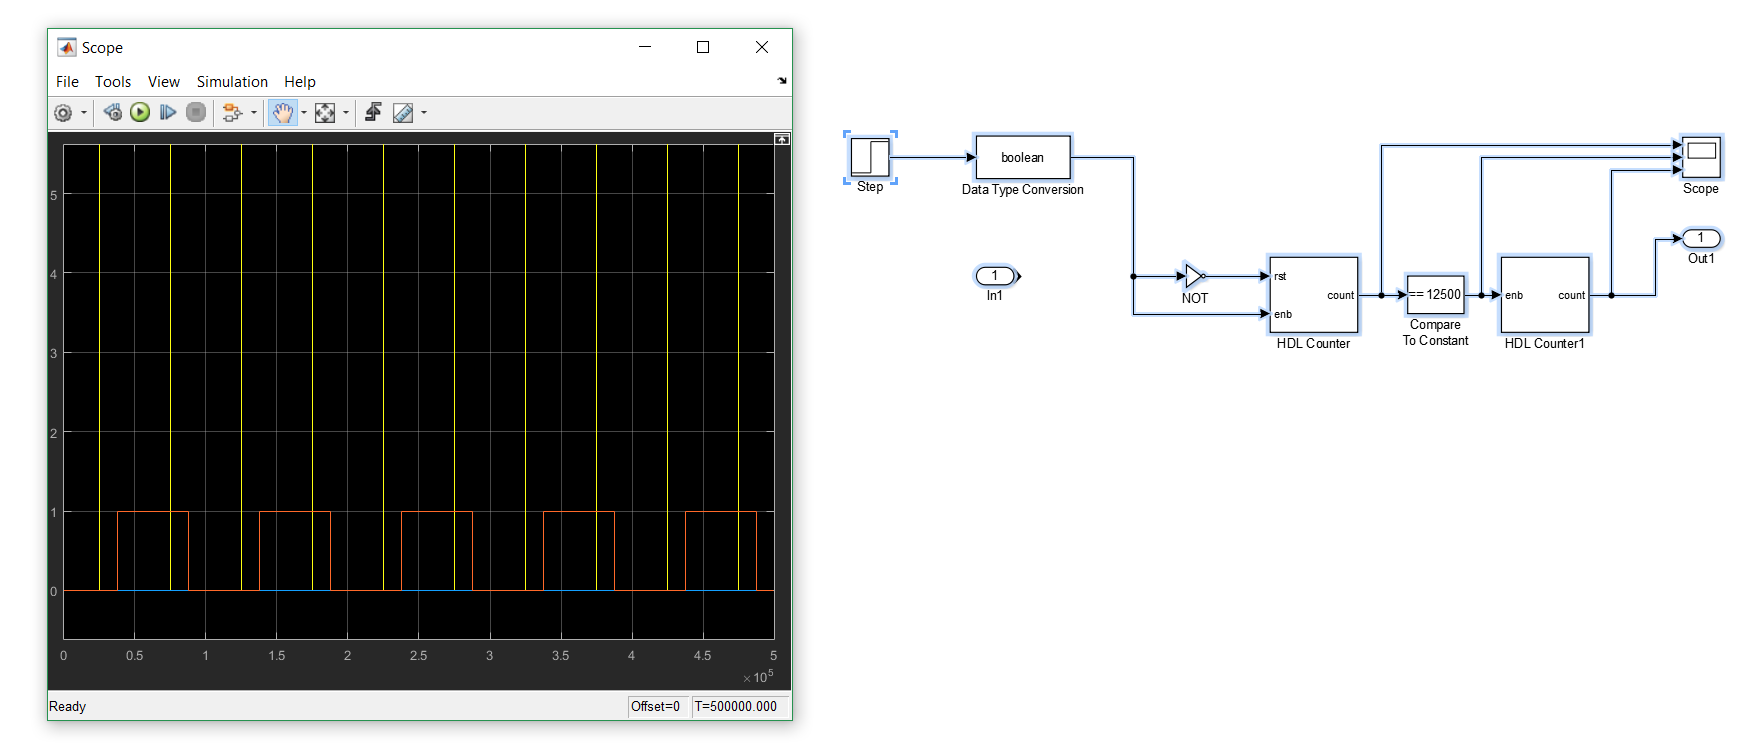 Scope
File Tools View Simulation Help
5
4
3
2
1
0
0 0.5 1 1.5 2 2.5 3 3.5 4 4.5 5
×10⁵
Ready
Offset=0 T=500000.000
Step
boolean
Data Type Conversion
1
In1
NOT
rst
enb
count
HDL Counter
== 12500
Compare
To Constant
enb
count
HDL Counter1
Scope
1
Out1